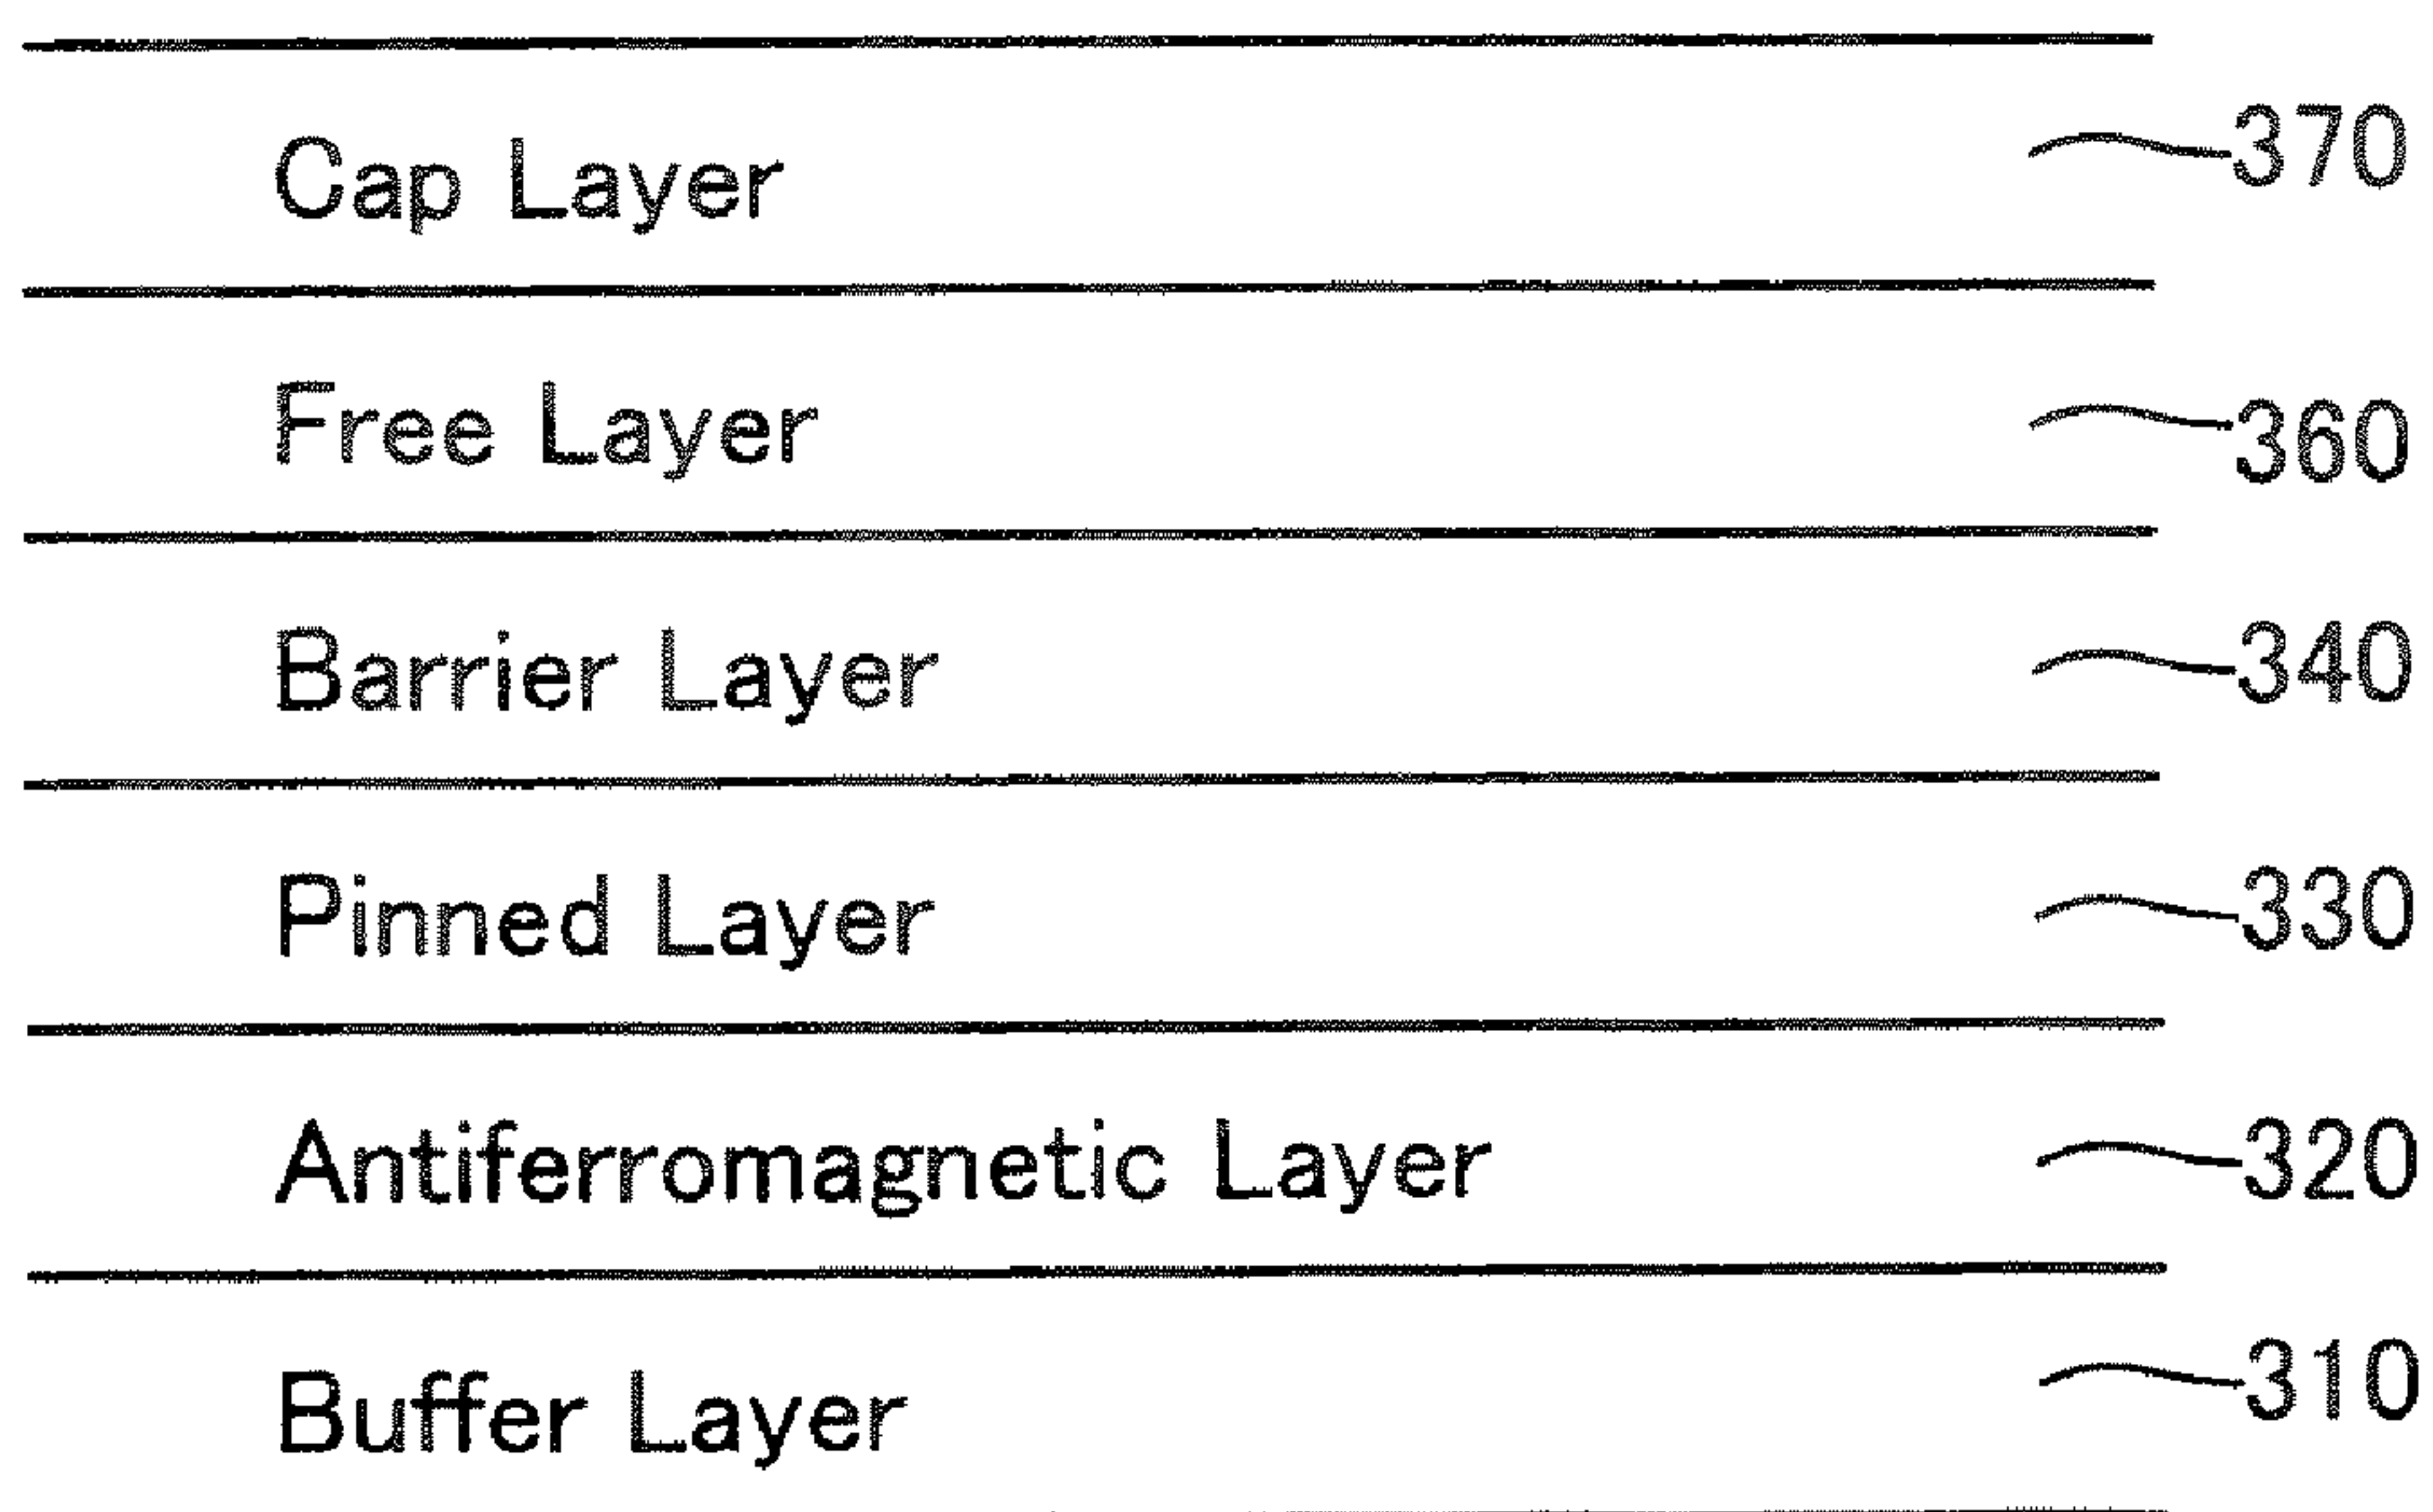 Cap Layer 370
Free Layer 360
Barrier Layer 340
Pinned Layer 330
Antiferromagnetic Layer 320
Buffer Layer 310